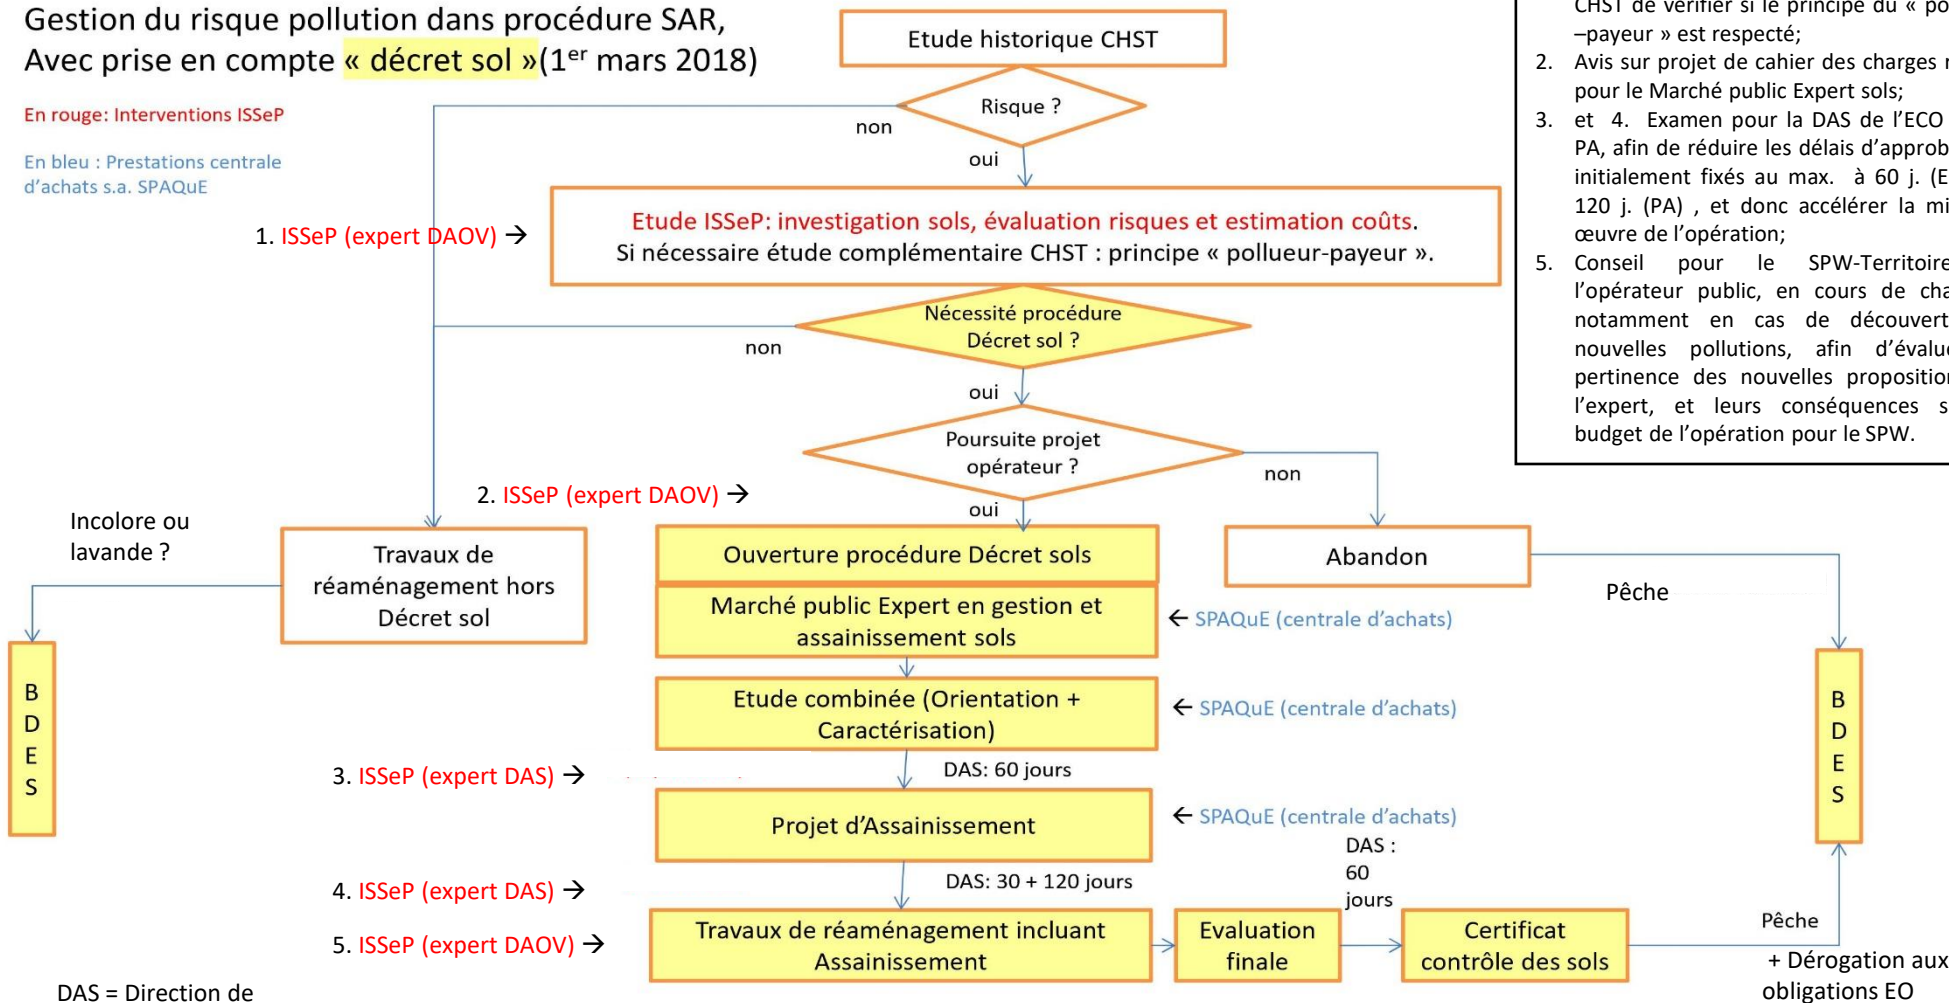 Gestion du risque pollution dans procédure SAR,
Avec prise en compte « décret sol »(1er mars 2018)
En rouge: Interventions ISSeP
En bleu : Prestations centrale
d'achats s.a. SPAQuE
Etude historique CHST
Risque ?
non
oui
1. ISSeP (expert DAOV) →
Etude ISSeP: investigation sols, évaluation risques et estimation coûts.
Si nécessaire étude complémentaire CHST : principe « pollueur-payeur ».
Nécessité procédure
Décret sol ?
non
oui
Poursuite projet
opérateur ?
non
oui
2. ISSeP (expert DAOV) →
Incolore ou
lavande ?
Travaux de
réaménagement hors
Décret sol
Ouverture procédure Décret sols
Abandon
Pêche
Marché public Expert en gestion et
assainissement sols
← SPAQuE (centrale d'achats)
B
D
E
S
Etude combinée (Orientation +
Caractérisation)
← SPAQuE (centrale d'achats)
B
D
E
S
3. ISSeP (expert DAS) →
DAS: 60 jours
Projet d'Assainissement
← SPAQuE (centrale d'achats)
4. ISSeP (expert DAS) →
DAS: 30 + 120 jours
DAS :
60
jours
5. ISSeP (expert DAOV) →
Travaux de réaménagement incluant
Assainissement
Evaluation
finale
Certificat
contrôle des sols
Pêche
+ Dérogation aux
obligations EO
DAS = Direction de
CHST de vérifier si le principe du «
–payeur » est respecté;
2. Avis sur projet de cahier des charges
pour le Marché public Expert sols;
3. et 4. Examen pour la DAS de l'ECO
PA, afin de réduire les délais
initialement fixés au max. à 60 j.
120 j. (PA) , et donc accélérer la
œuvre de l'opération;
5. Conseil pour le
l'opérateur public, en cours de
notamment en cas de
nouvelles pollutions, afin
pertinence des nouvelles
l'expert, et leurs conséquences
budget de l'opération pour le SPW.